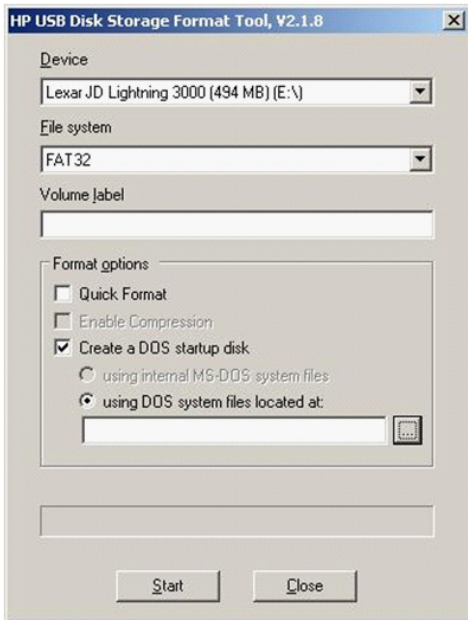 HP USB Disk Storage Format Tool, V2.1.8
Device
Lexar JD Lightning 3000 (494 MB) (E:\)
File system
FAT32
Volume label
Format options
Quick Format
Enable Compression
Create a DOS startup disk
using internal MS-DOS system files
using DOS system files located at:
...
Start Close